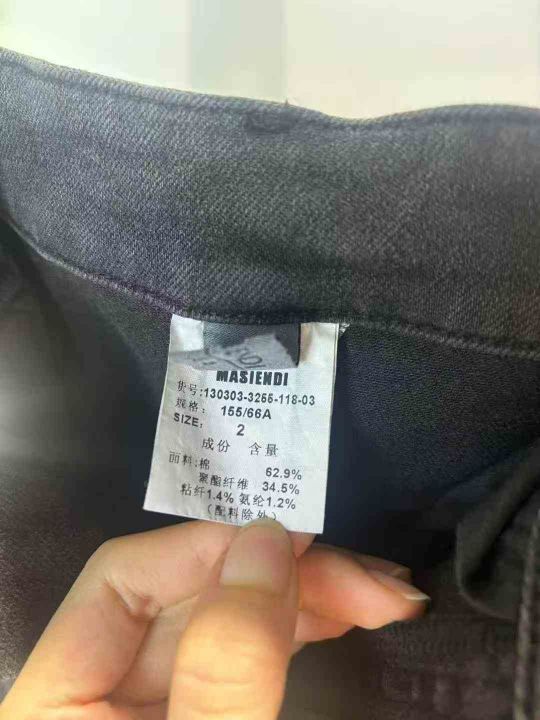 MASIENDI
货号:130303-3255-118-03
规格: 155/66A
SIZE: 2
成份 含量
面料:棉 62.9%
聚酯纤维 34.5%
粘纤1.4% 氨纶1.2%
(配料除外)